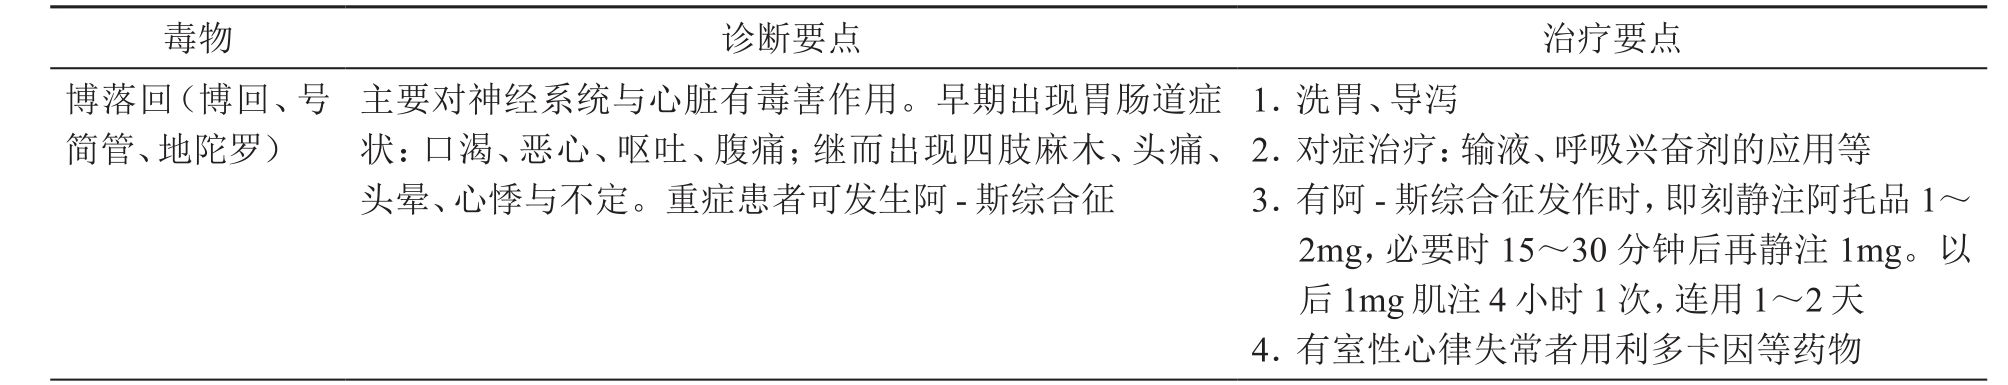 毒物
诊断要点
治疗要点
博落回（博回、号
简管、地陀罗）
主要对神经系统与心脏有毒害作用。早期出现胃肠道症
状：口渴、恶心、呕吐、腹痛；继而出现四肢麻木、头痛、
头晕、心悸与不定。重症患者可发生阿 - 斯综合征
1. 洗胃、导泻
2. 对症治疗：输液、呼吸兴奋剂的应用等
3. 有阿 - 斯综合征发作时，即刻静注阿托品 1～
2mg，必要时 15～30 分钟后再静注 1mg。以
后 1mg 肌注 4 小时 1 次，连用 1～2 天
4. 有室性心律失常者用利多卡因等药物